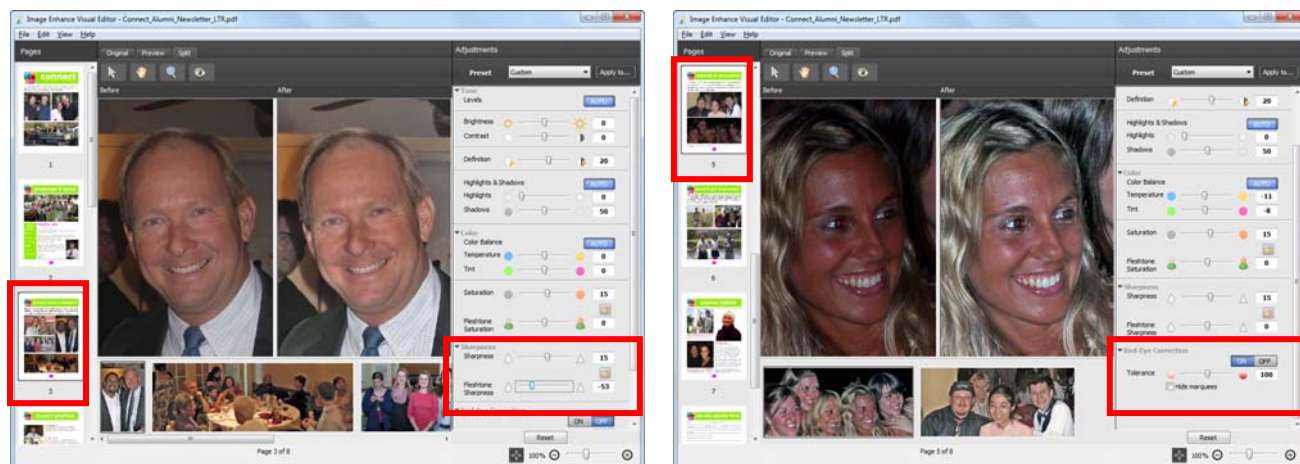 Image Enhance Visual Editor - Connect_Alumni_Newsletter_LTR.pdf
File Edit View Help
Pages
Original Preview Split
Adjustments
Preset Custom Apply to...
Before After
connect
1
2
3
Tone
Levels AUTO
Brightness 0
Contrast 0
Definition 20
Highlights & Shadows AUTO
Highlights 0
Shadows 50
Color
Color Balance AUTO
Temperature 0
Tint 0
Saturation 15
Fleshtone
Saturation 0
Sharpness
Sharpness 15
Fleshtone
Sharpness -53
ON OFF
Reset
Page 3 of 8
100%
Image Enhance Visual Editor - Connect_Alumni_Newsletter_LTR.pdf
File Edit View Help
Pages
Original Preview Split
Adjustments
Preset Custom Apply to...
Before After
5
6
7
Definition 20
Highlights & Shadows AUTO
Highlights 0
Shadows 50
Color
Color Balance AUTO
Temperature -11
Tint -6
Saturation 15
Fleshtone
Saturation 0
Sharpness
Sharpness 15
Fleshtone
Sharpness 0
Red-Eye Correction
ON OFF
Tolerance 100
Hide marquees
Reset
Page 5 of 8
100%